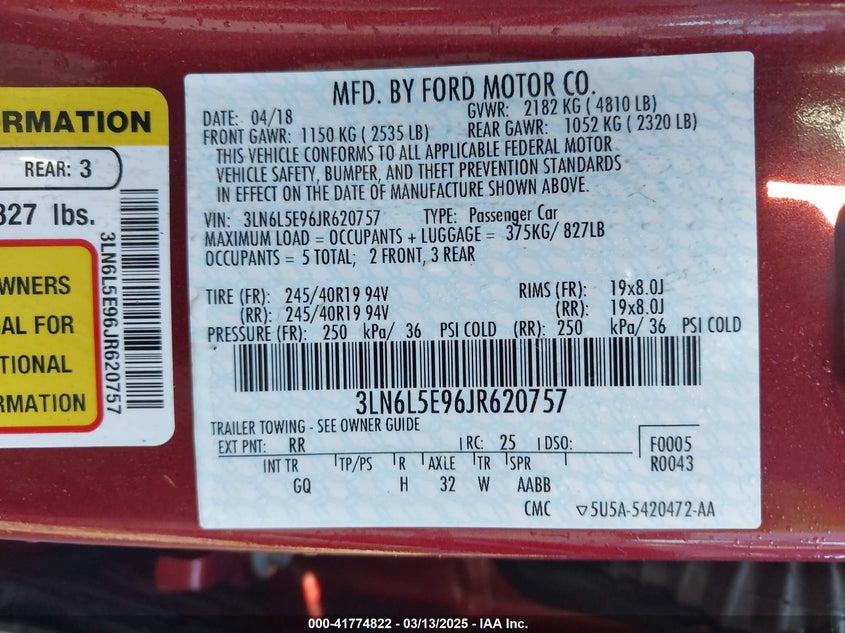 RMATION
REAR: 3
827 lbs.
WNERS
AL FOR
TIONAL
RMATION
3LN6L5E96JR620757
MFD. BY FORD MOTOR CO.
DATE: 04/18 GVWR: 2182 KG ( 4810 LB)
FRONT GAWR: 1150 KG ( 2535 LB) REAR GAWR: 1052 KG ( 2320 LB)
THIS VEHICLE CONFORMS TO ALL APPLICABLE FEDERAL MOTOR
VEHICLE SAFETY, BUMPER, AND THEFT PREVENTION STANDARDS
IN EFFECT ON THE DATE OF MANUFACTURE SHOWN ABOVE.
VIN: 3LN6L5E96JR620757 TYPE: Passenger Car
MAXIMUM LOAD = OCCUPANTS + LUGGAGE = 375KG/ 827LB
OCCUPANTS = 5 TOTAL; 2 FRONT, 3 REAR
TIRE (FR): 245/40R19 94V RIMS (FR): 19x8.0J
(RR): 245/40R19 94V (RR): 19x8.0J
PRESSURE (FR): 250 kPa/ 36 PSI COLD (RR): 250 kPa/ 36 PSI COLD
3LN6L5E96JR620757
TRAILER TOWING - SEE OWNER GUIDE
EXT PNT: RR RC: 25 DSO: F0005
INT TR TP/PS R AXLE TR SPR R0043
GQ H 32 W AABB
CMC ▽5U5A-5420472-AA
000-41774822 - 03/13/2025 - IAA Inc.